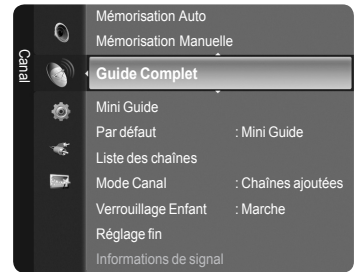 Canal
Mémorisation Auto
Mémorisation Manuelle
Guide Complet
Mini Guide
Par défaut : Mini Guide
Liste des chaînes
Mode Canal : Chaînes ajoutées
Verrouillage Enfant : Marche
Réglage fin
Informations de signal